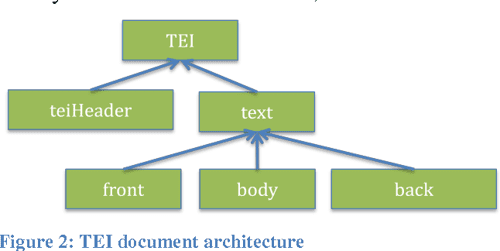 TEI
teiHeader
text
front
body
back
Figure 2: TEI document architecture